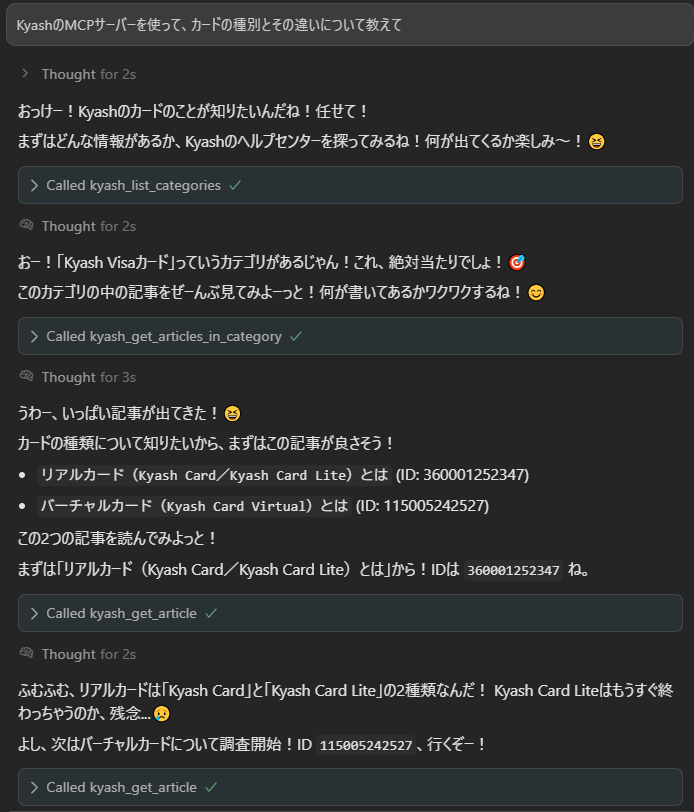 KyashのMCPサーバーを使って、カードの種別とその違いについて教えて
Thought for 2s
おっけー！Kyashのカードのことが知りたいんだね！任せて！
まずはどんな情報があるか、Kyashのヘルプセンターを探ってみるね！何が出てくるか楽しみ〜！😆
Called kyash_list_categories ✓
Thought for 2s
おー！「Kyash Visaカード」っていうカテゴリがあるじゃん！これ、絶対当たりでしょ！🎯
このカテゴリの中の記事をぜーんぶ見てみよーっと！何が書いてあるかワクワクするね！😊
Called kyash_get_articles_in_category ✓
Thought for 3s
うわー、いっぱい記事が出てきた！😆
カードの種類について知りたいから、まずはこの記事が良さそう！
• リアルカード（Kyash Card／Kyash Card Lite）とは (ID: 360001252347)
• バーチャルカード（Kyash Card Virtual）とは (ID: 115005242527)
この2つの記事を読んでみよっと！
まずは「リアルカード（Kyash Card／Kyash Card Lite）とは」から！IDは 360001252347 ね。
Called kyash_get_article ✓
Thought for 2s
ふむふむ、リアルカードは「Kyash Card」と「Kyash Card Lite」の2種類なんだ！ Kyash Card Liteはもうすぐ終
わっちゃうのか、残念...😢
よし、次はバーチャルカードについて調査開始！ID 115005242527 、行くぞー！
Called kyash_get_article ✓